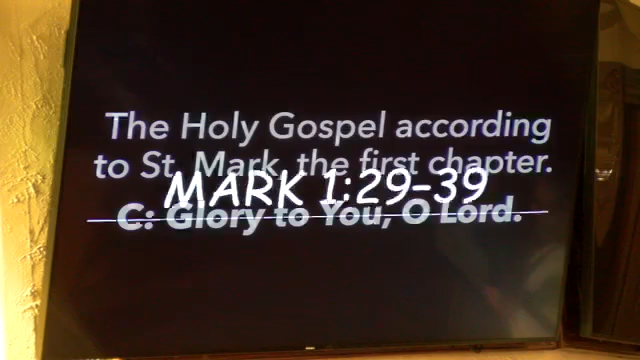 The Holy Gospel according
to St. Mark, the first chapter.
MARK 1:29-39
C: Glory to You, O Lord.